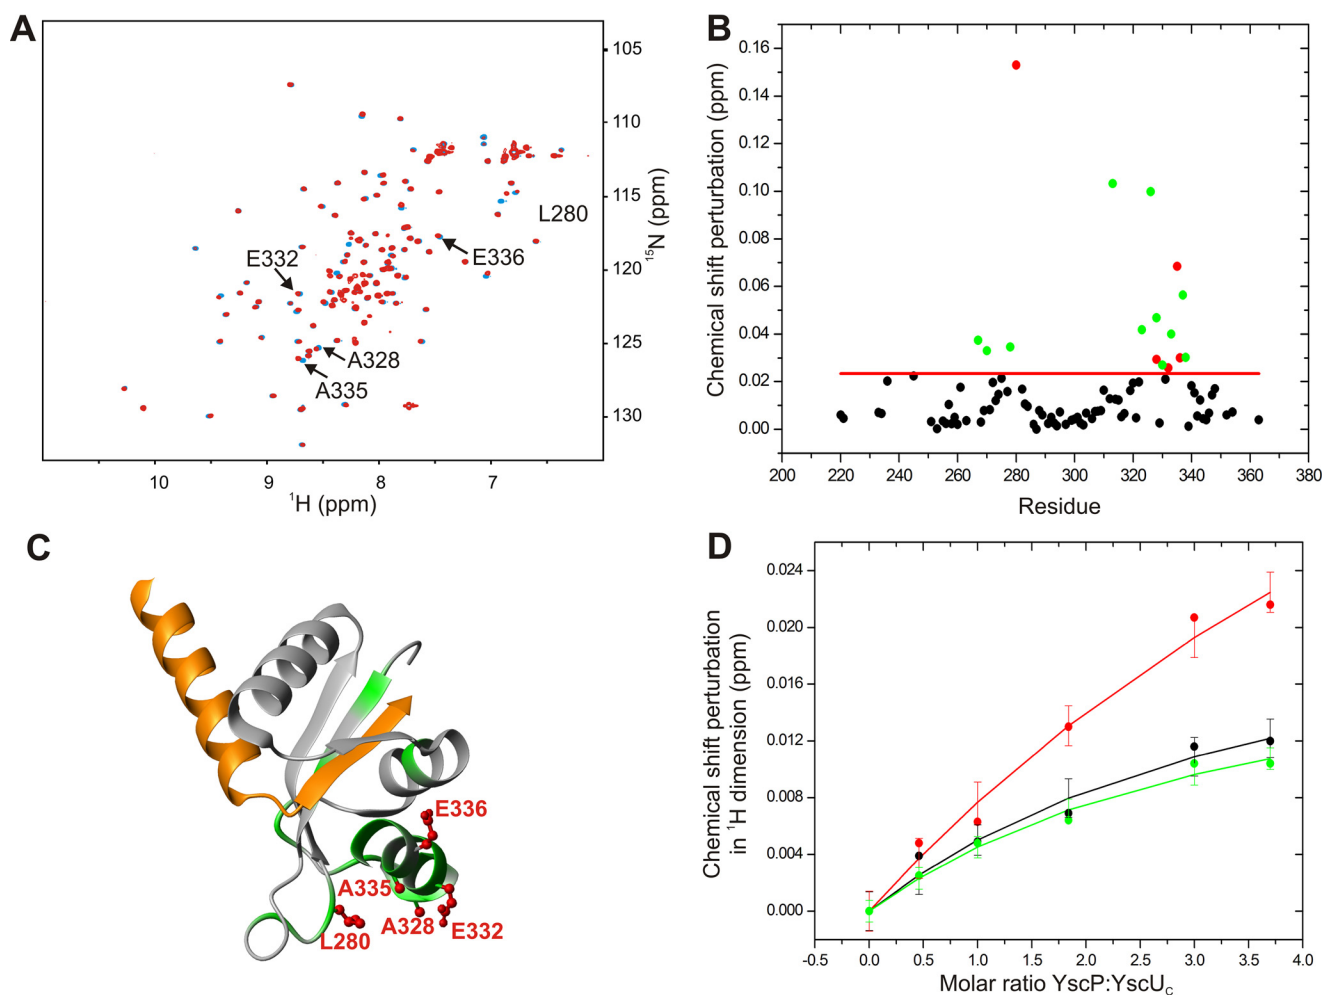 A
105
110
115
120
125
130
15N (ppm)
L280
E336
E332
A328
A335
10
9
8
7
1H (ppm)
B
Chemical shift perturbation (ppm)
0.16
0.14
0.12
0.10
0.08
0.06
0.04
0.02
0.00
200 220 240 260 280 300 320 340 360 380
Residue
C
E336
A335
A328
E332
L280
D
Chemical shift perturbation
in 1H dimension (ppm)
0.024
0.020
0.016
0.012
0.008
0.004
0.000
-0.5 0.0 0.5 1.0 1.5 2.0 2.5 3.0 3.5 4.0
Molar ratio YscP:YscUC